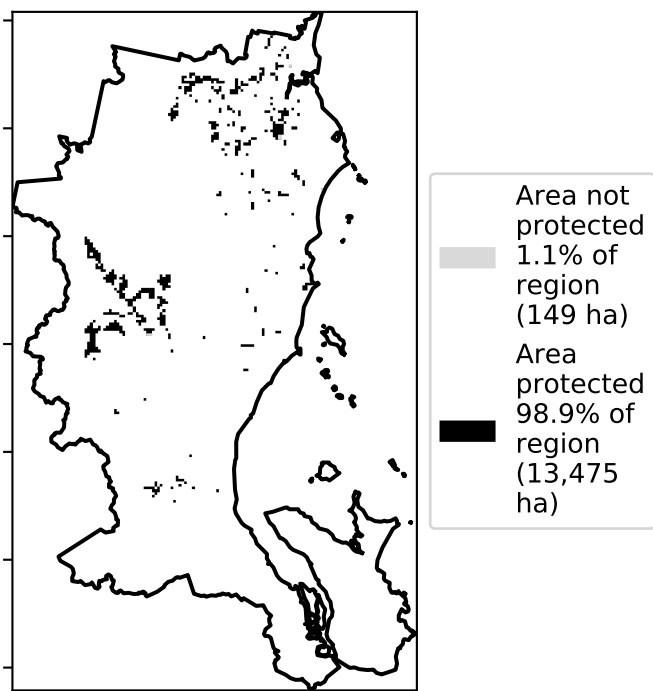 Area not
protected
1.1% of
region
(149 ha)
Area
protected
98.9% of
region
(13,475
ha)